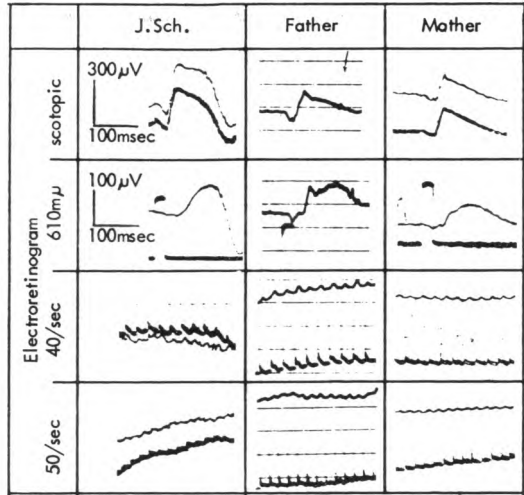 J.Sch. Father Mother
Electroretinogram
scotopic
300µV
100msec
610mµ
100µV
100msec
40/sec
50/sec